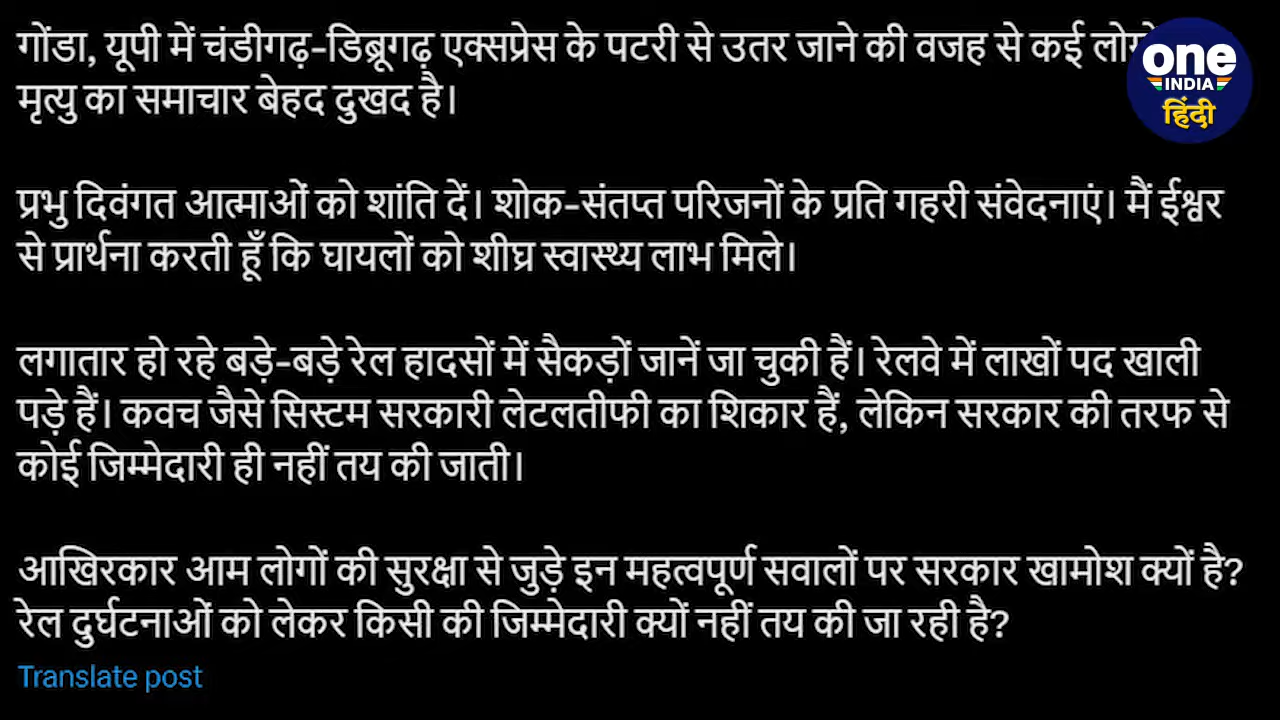 गोंडा, यूपी में चंडीगढ़-डिब्रूगढ़ एक्सप्रेस के पटरी से उतर जाने की वजह से कई
मृत्यु का समाचार बेहद दुखद है।
प्रभु दिवंगत आत्माओं को शांति दें। शोक-संतप्त परिजनों के प्रति गहरी संवेदनाएं। मैं ईश्वर
से प्रार्थना करती हूँ कि घायलों को शीघ्र स्वास्थ्य लाभ मिले।
लगातार हो रहे बड़े-बड़े रेल हादसों में सैकड़ों जानें जा चुकी हैं। रेलवे में लाखों पद खाली
पड़े हैं। कवच जैसे सिस्टम सरकारी लेटलतीफी का शिकार हैं, लेकिन सरकार की तरफ से
कोई जिम्मेदारी ही नहीं तय की जाती।
आखिरकार आम लोगों की सुरक्षा से जुड़े इन महत्वपूर्ण सवालों पर सरकार खामोश क्यों है?
रेल दुर्घटनाओं को लेकर किसी की जिम्मेदारी क्यों नहीं तय की जा रही है?
Translate post
one
INDIA
हिंदी